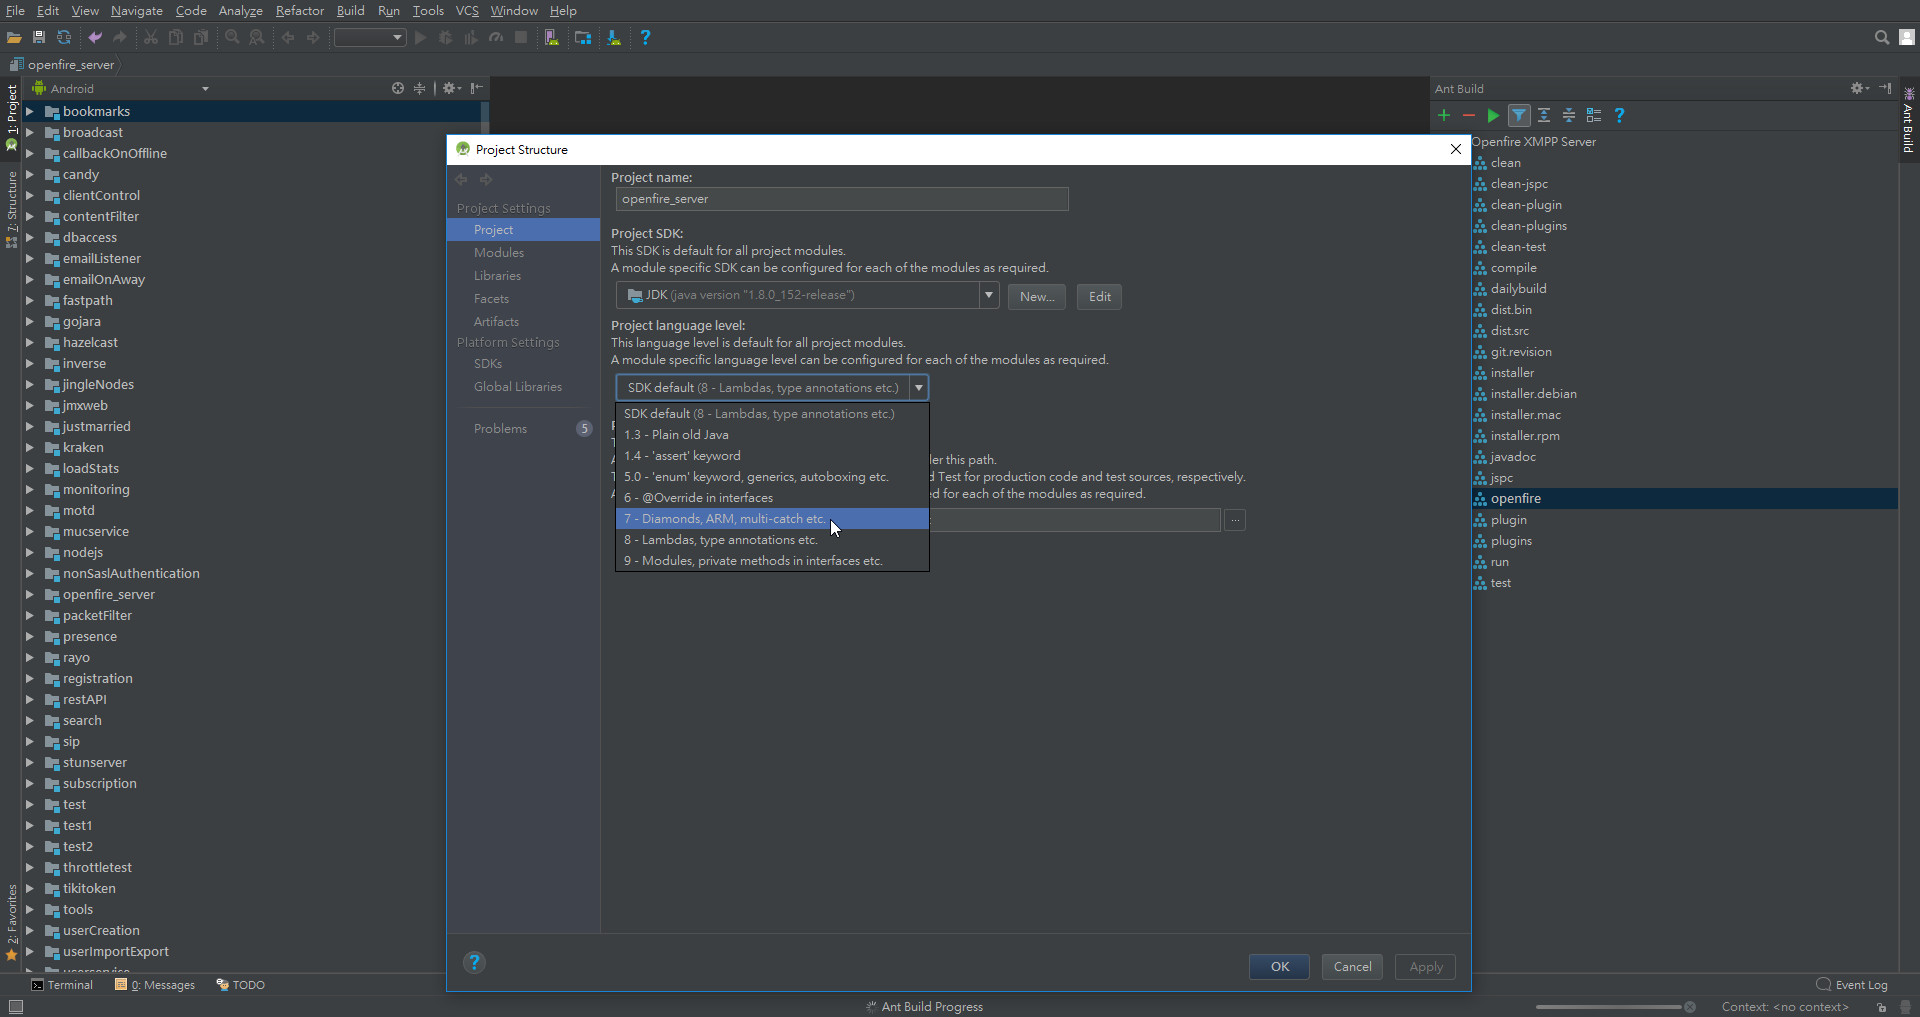 File Edit View Navigate Code Analyze Refactor Build Run Tools VCS Window Help
openfire_server
Android
1: Project
7: Structure
2: Favorites
bookmarks
broadcast
callbackOnOffline
candy
clientControl
contentFilter
dbaccess
emailListener
emailOnAway
fastpath
gojara
hazelcast
inverse
jingleNodes
jmxweb
justmarried
kraken
loadStats
monitoring
motd
mucservice
nodejs
nonSaslAuthentication
openfire_server
packetFilter
presence
rayo
registration
restAPI
search
sip
stunserver
subscription
test
test1
test2
throttletest
tikitoken
tools
userCreation
userImportExport
userservice
Project Structure
Project Settings
Project
Modules
Libraries
Facets
Artifacts
Platform Settings
SDKs
Global Libraries
Problems 5
Project name:
openfire_server
Project SDK:
This SDK is default for all project modules.
A module specific SDK can be configured for each of the modules as required.
JDK (java version "1.8.0_152-release")
New... Edit
Project language level:
This language level is default for all project modules.
A module specific language level can be configured for each of the modules as required.
SDK default (8 - Lambdas, type annotations etc.)
SDK default (8 - Lambdas, type annotations etc.)
1.3 - Plain old Java
1.4 - 'assert' keyword
5.0 - 'enum' keyword, generics, autoboxing etc.
6 - @Override in interfaces
7 - Diamonds, ARM, multi-catch etc.
8 - Lambdas, type annotations etc.
9 - Modules, private methods in interfaces etc.
this path.
Test for production code and test sources, respectively.
for each of the modules as required.
...
OK Cancel Apply
Ant Build
Ant Build
Openfire XMPP Server
clean
clean-jspc
clean-plugin
clean-plugins
clean-test
compile
dailybuild
dist.bin
dist.src
git.revision
installer
installer.debian
installer.mac
installer.rpm
javadoc
jspc
openfire
plugin
plugins
run
test
Terminal 0: Messages TODO Event Log
Ant Build Progress Context: <no context>